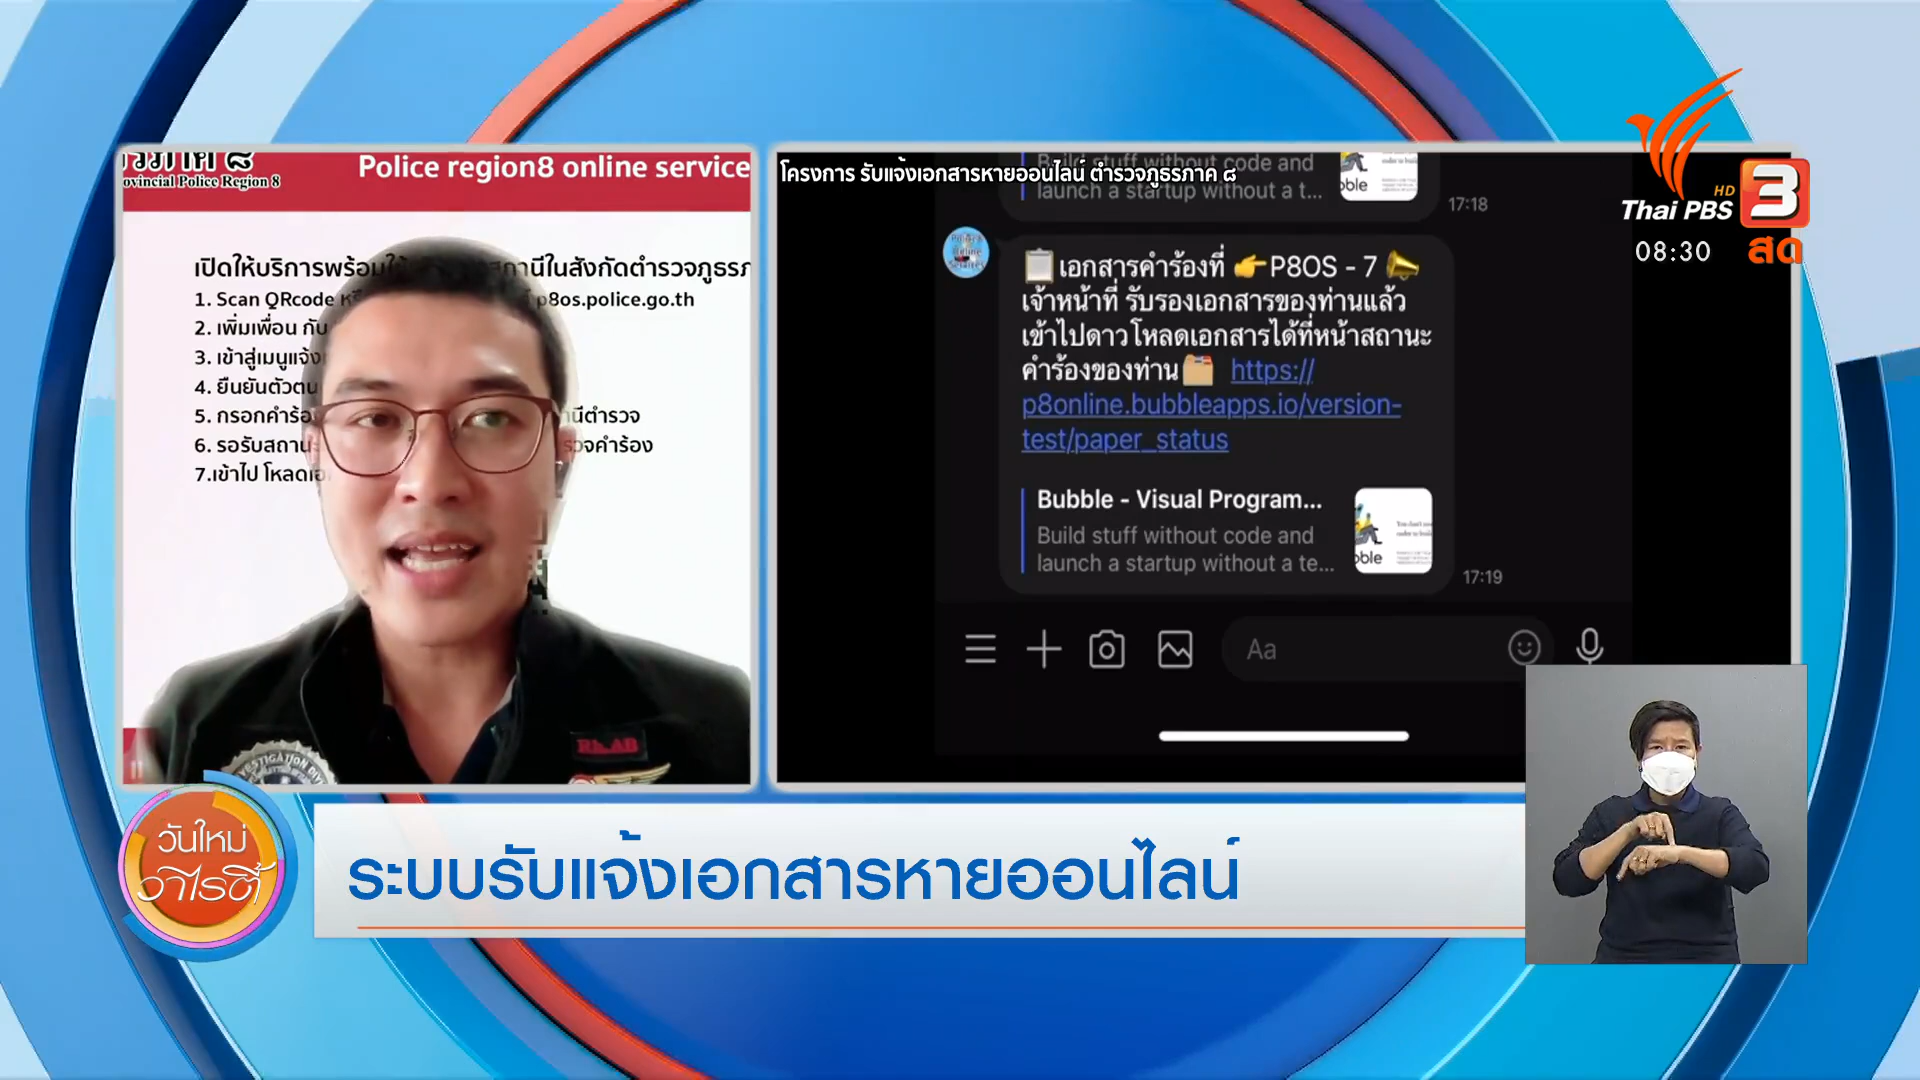 Police region8 online service
ovincial Police Region 8
เปิดให้บริการพร้อม
นีในสังกัดตำรวจภูธรภ
1. Scan QRcode
p8os.police.go.th
2. เพิ่มเพื่อน กับ
3. เข้าสู่เมนูแจ้ง
4. ยืนยันตัวตน
5. กรอกคำร้อ
นีตำรวจ
6. รอรับสถาน
วจคำร้อง
7.เข้าไป โหลดเอ
โครงการ รับแจ้งเอกสารหายออนไลน์ ตำรวจภูธรภาค ๘
Build stuff without code and
launch a startup without a t...
ble
17:18
📋เอกสารคำร้องที่ 👉P8OS - 7 📣
เจ้าหน้าที่ รับรองเอกสารของท่านแล้ว
เข้าไปดาวโหลดเอกสารได้ที่หน้าสถานะ
คำร้องของท่าน🗂️ https://
p8online.bubbleapps.io/version-
test/paper_status
Bubble - Visual Program...
Build stuff without code and
launch a startup without a te...
bble
17:19
Aa
HD
Thai PBS 3
08:30 สด
วันใหม่
วาไรตี้
ระบบรับแจ้งเอกสารหายออนไลน์